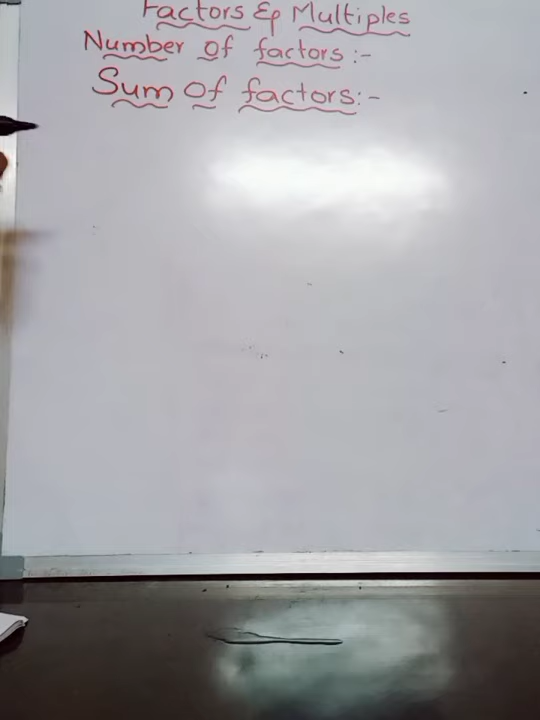 Factors & Multiples
Number of factors :-
Sum of factors:-